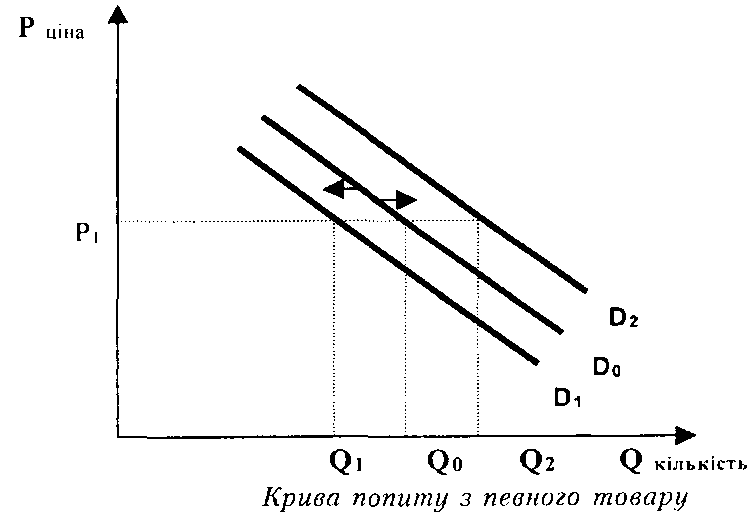 P ціна
P1
D2
D0
D1
Q1 Q0 Q2 Q кількість
Крива попиту з певного товару